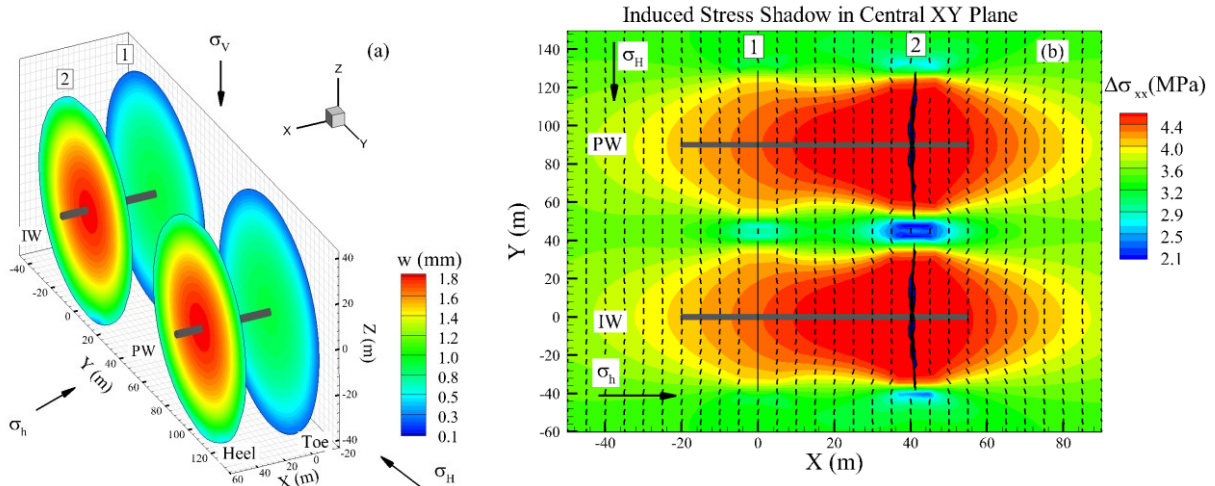 Induced Stress Shadow in Central XY Plane
(a)
σV
1
2
Z
X
Y
IW
PW
w (mm)
1.8
1.6
1.4
1.2
1.0
0.8
0.5
0.3
0.1
40
20
0
-20
-40
Z (m)
-40
-20
0
20
40
60
80
100
120
Y (m)
σh
Heel
Toe
60
40
20
0
-20
X (m)
σH
(b)
1
2
σH
PW
IW
σh
140
120
100
80
60
40
20
0
-20
-40
-60
Y (m)
-40 -20 0 20 40 60 80
X (m)
Δσxx(MPa)
4.4
4.0
3.6
3.2
2.9
2.5
2.1